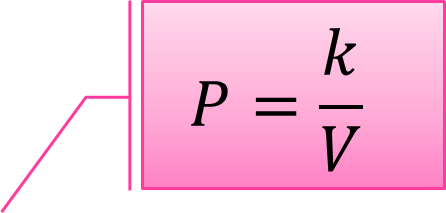 P = k/V